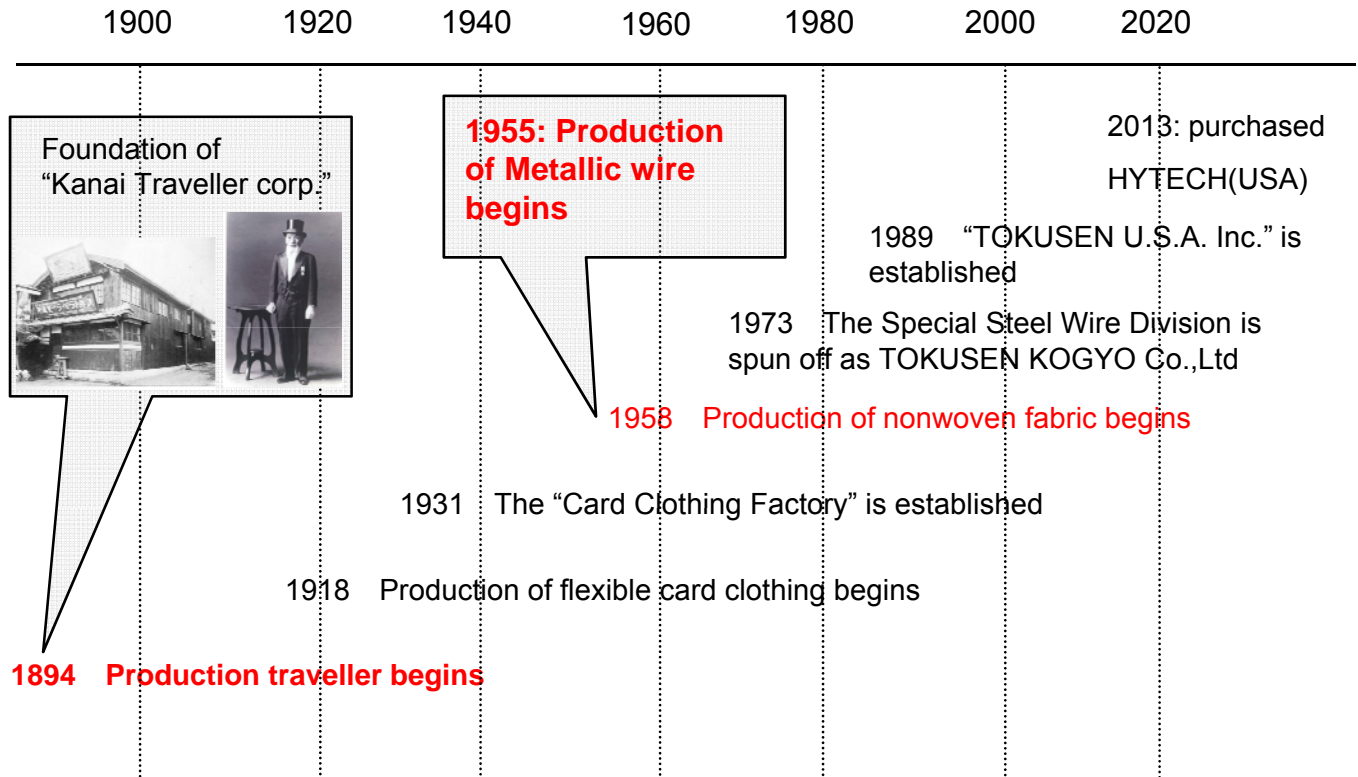 1900 1920 1940 1960 1980 2000 2020
Foundation of
“Kanai Traveller corp.”
1955: Production
of Metallic wire
begins
2013: purchased
HYTECH(USA)
1989 “TOKUSEN U.S.A. Inc.” is
established
1973 The Special Steel Wire Division is
spun off as TOKUSEN KOGYO Co.,Ltd
1958 Production of nonwoven fabric begins
1931 The “Card Clothing Factory” is established
1918 Production of flexible card clothing begins
1894 Production traveller begins